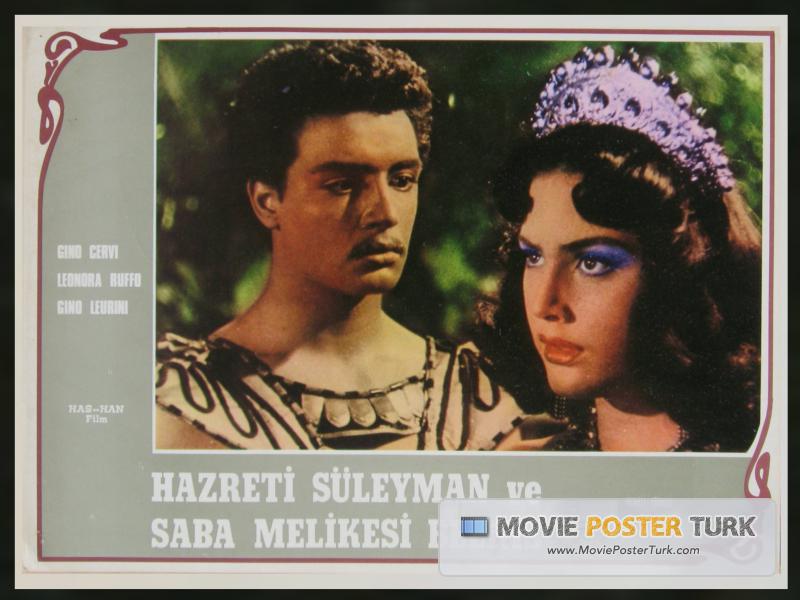 GINO CERVI
LEONORA RUFFO
GINO LEURINI
HAS-HAN
Film
HAZRETİ SÜLEYMAN ve
SABA MELİKESİ
MOVIE POSTER TURK
www.MoviePosterTurk.com